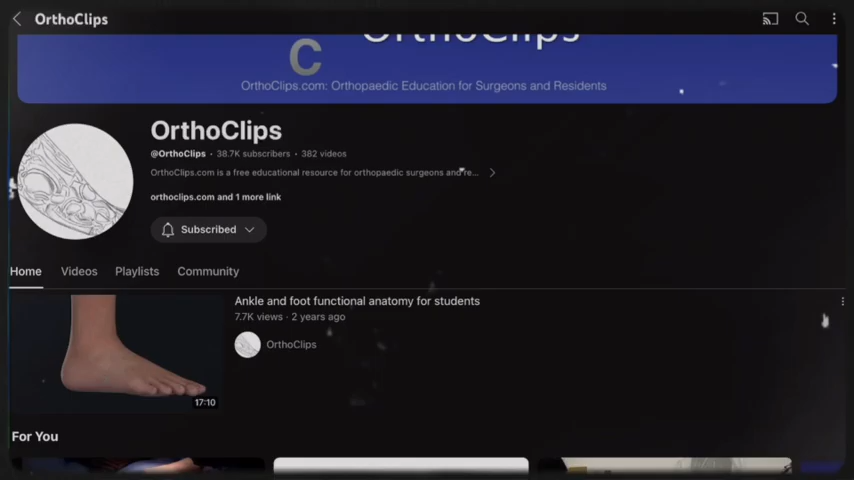 OrthoClips
OrthoClips
C
OrthoClips.com: Orthopaedic Education for Surgeons and Residents
OrthoClips
@OrthoClips · 38.7K subscribers · 382 videos
OrthoClips.com is a free educational resource for orthopaedic surgeons and re...
orthoclips.com and 1 more link
Subscribed
Home Videos Playlists Community
Ankle and foot functional anatomy for students
7.7K views · 2 years ago
OrthoClips
17:10
For You